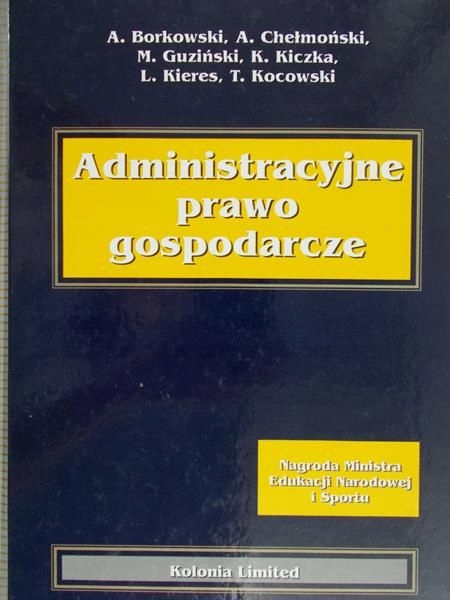 A. Borkowski, A. Chełmoński,
M. Guziński, K. Kiczka,
L. Kieres, T. Kocowski
Administracyjne
prawo
gospodarcze
Nagroda Ministra
Edukacji Narodowej
i Sportu
Kolonia Limited